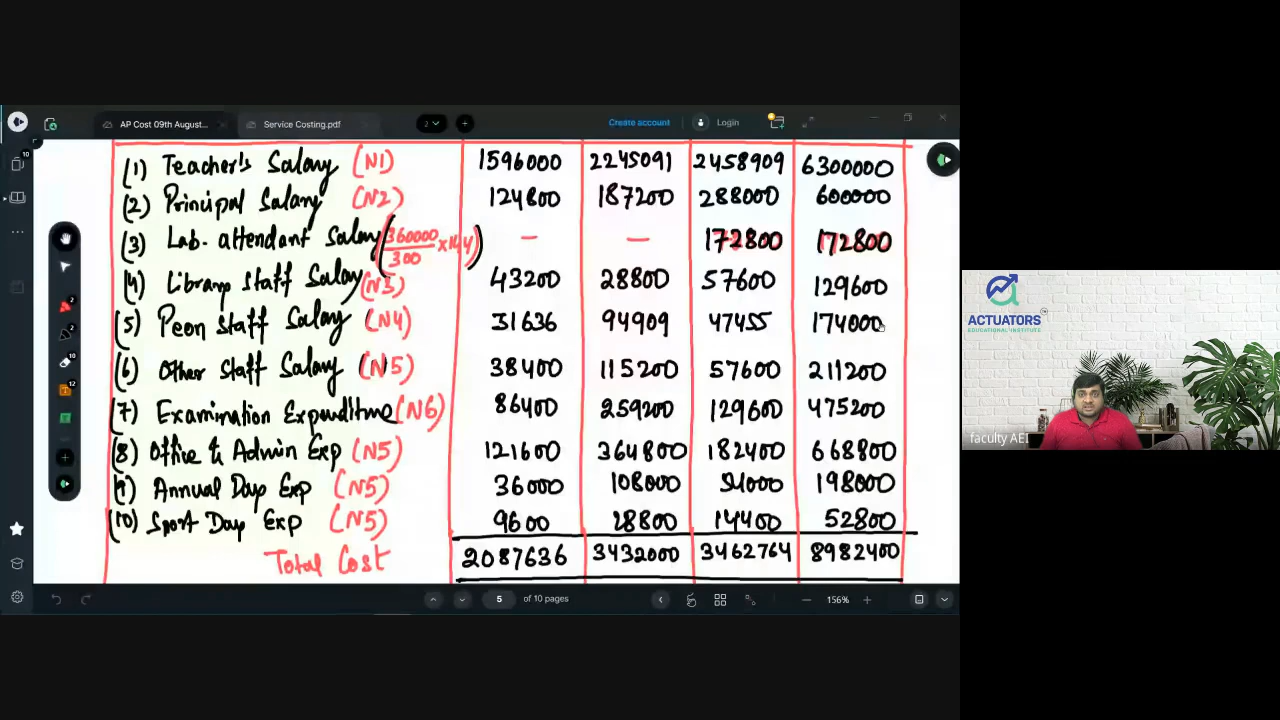 AP Cost 09th August...
Service Costing.pdf
2
Create account
Login
(1) Teacher's Salary (N1) 1596000 2245091 2458909 6300000
(2) Principal Salary (N2) 124800 187200 288000 600000
(3) Lab. attendant Salary (360000/300 × 144) – – 172800 172800
(4) Library Staff Salary (N3) 43200 28800 57600 129600
(5) Peon Staff Salary (N4) 31636 94909 47455 174000
(6) Other Staff Salary (N5) 38400 115200 57600 211200
(7) Examination Expenditure (N6) 86400 259200 129600 475200
(8) Office & Admin Exp (N5) 121600 364800 182400 668800
(9) Annual Day Exp (N5) 36000 108000 54000 198000
(10) Sport Day Exp (N5) 9600 28800 14400 52800
Total Cost 2087636 3432000 3462764 8982400
5 of 10 pages
156%
ACTUATORS
EDUCATIONAL INSTITUTE
faculty AEI